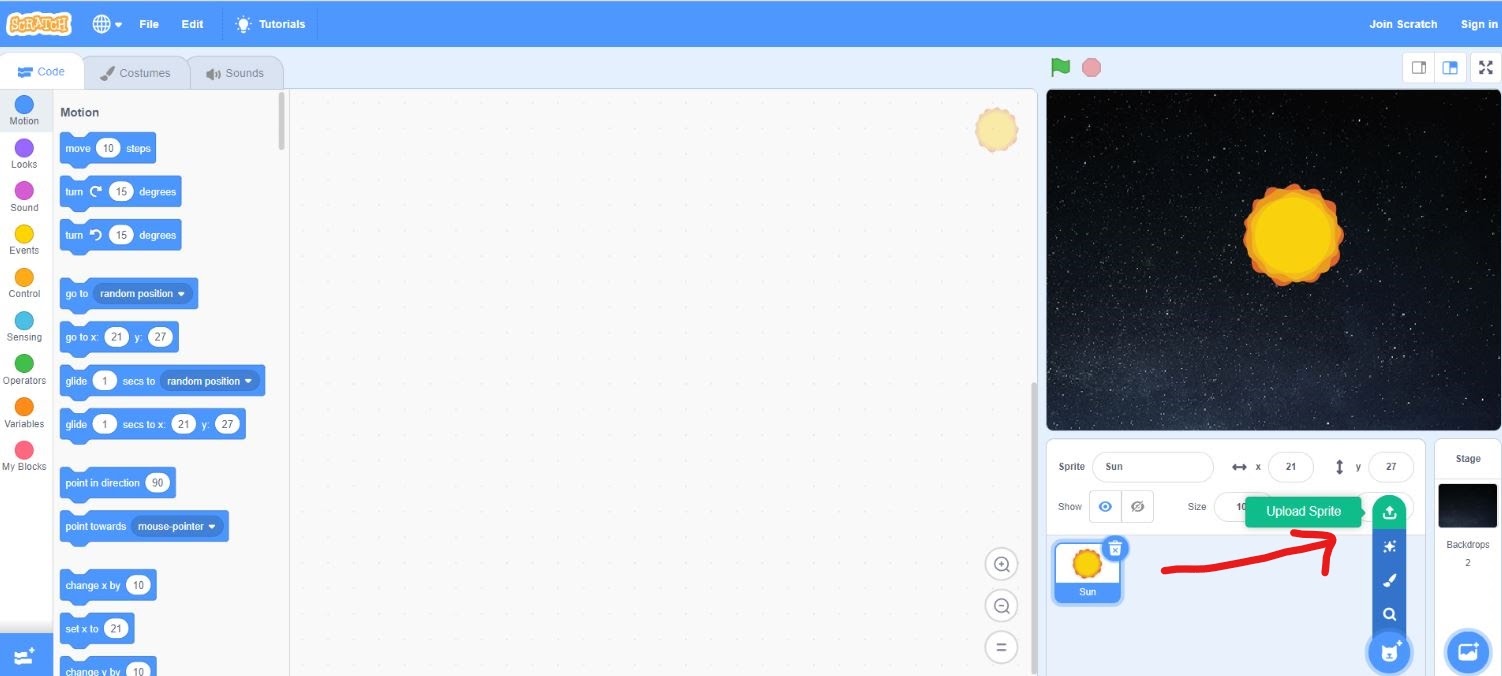 SCRATCH File Edit Tutorials Join Scratch Sign in
Code Costumes Sounds
Motion
Looks
Sound
Events
Control
Sensing
Operators
Variables
My Blocks
Motion
move 10 steps
turn 15 degrees
turn 15 degrees
go to random position
go to x: 21 y: 27
glide 1 secs to random position
glide 1 secs to x: 21 y: 27
point in direction 90
point towards mouse-pointer
change x by 10
set x to 21
change y by 10
Sprite Sun x 21 y 27
Show Size 10
Upload Sprite
Sun
Stage
Backdrops
2